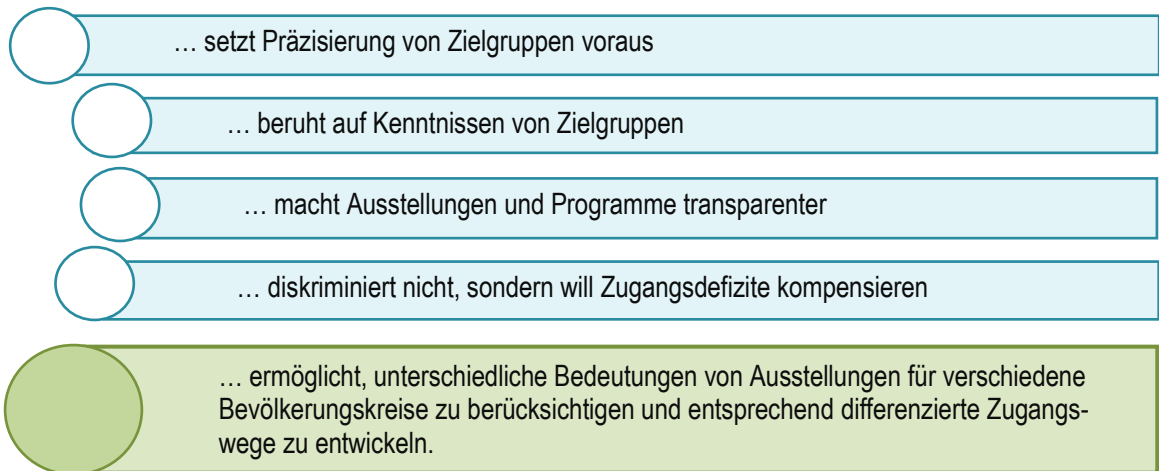 … setzt Präzisierung von Zielgruppen voraus
… beruht auf Kenntnissen von Zielgruppen
… macht Ausstellungen und Programme transparenter
… diskriminiert nicht, sondern will Zugangsdefizite kompensieren
… ermöglicht, unterschiedliche Bedeutungen von Ausstellungen für verschiedene
Bevölkerungskreise zu berücksichtigen und entsprechend differenzierte Zugangs-
wege zu entwickeln.